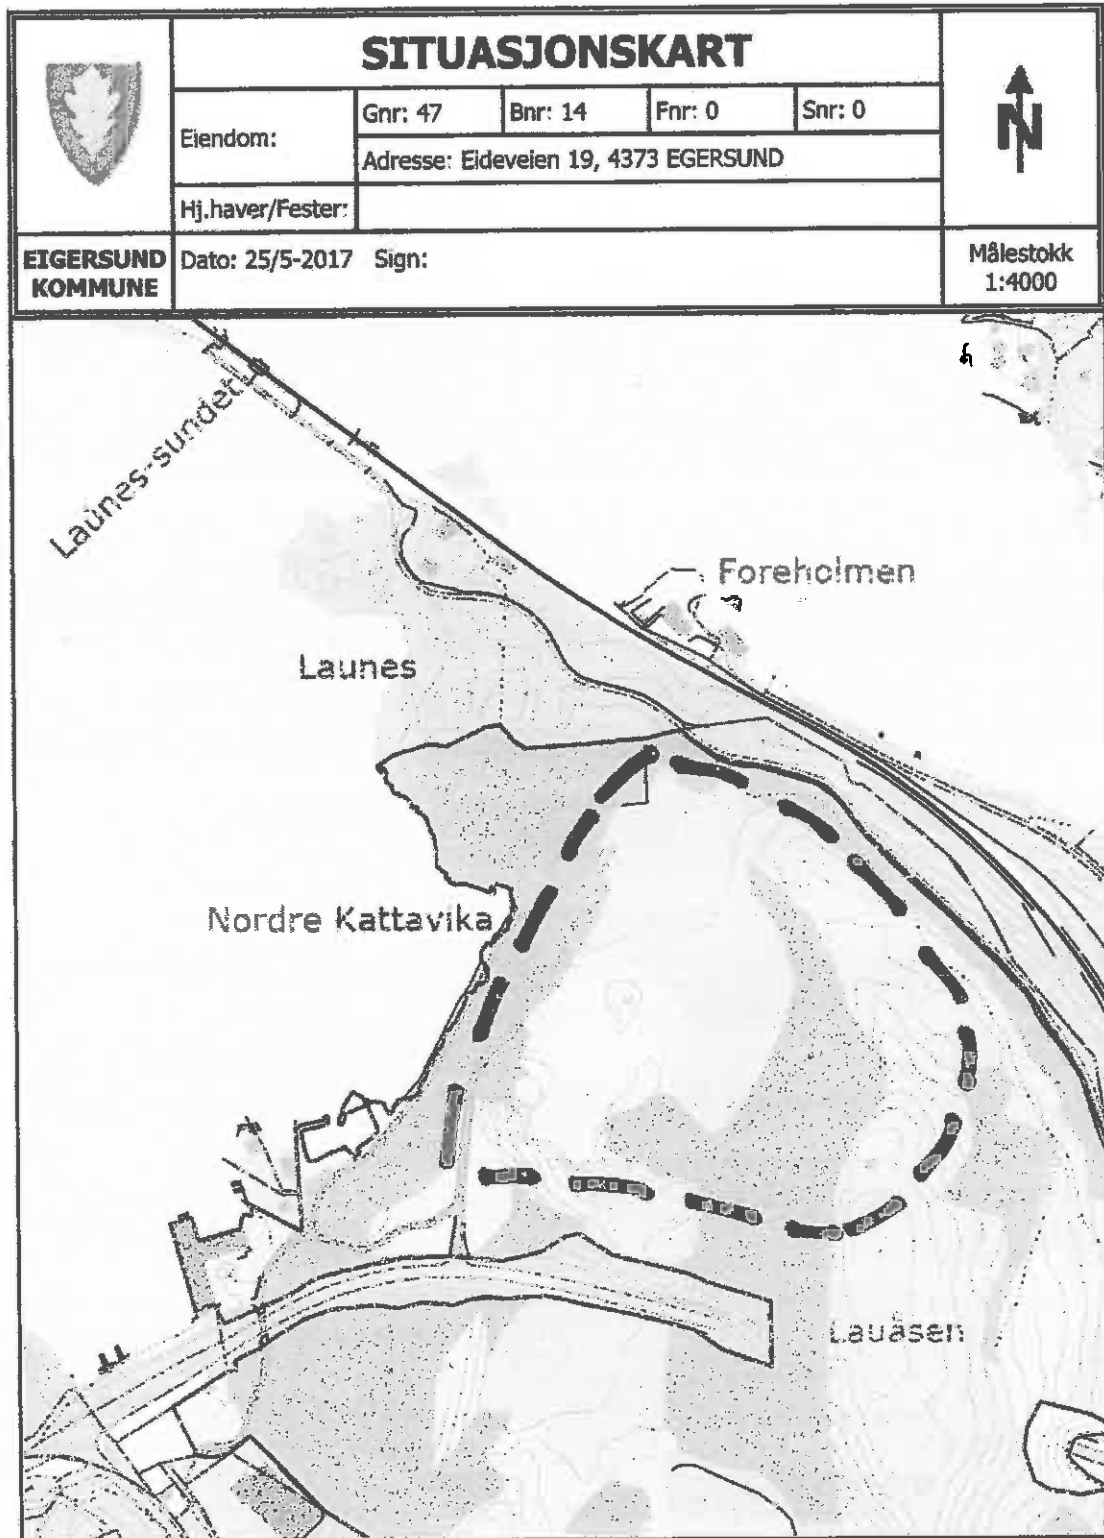 SITUASJONSKART
Eiendom:
Gnr: 47
Bnr: 14
Fnr: 0
Snr: 0
Adresse: Eideveien 19, 4373 EGERSUND
Hj.haver/Fester:
N
EIGERSUND
KOMMUNE
Dato: 25/5-2017 Sign:
Målestokk
1:4000
Launes-sundet
Foreholmen
Launes
Nordre Kattavika
Lauåsen